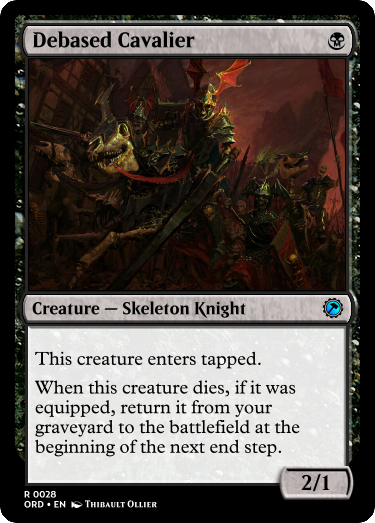 Debased Cavalier
Creature — Skeleton Knight
This creature enters tapped.
When this creature dies, if it was
equipped, return it from your
graveyard to the battlefield at the
beginning of the next end step.
2/1
R 0028
ORD • EN Thibault Ollier